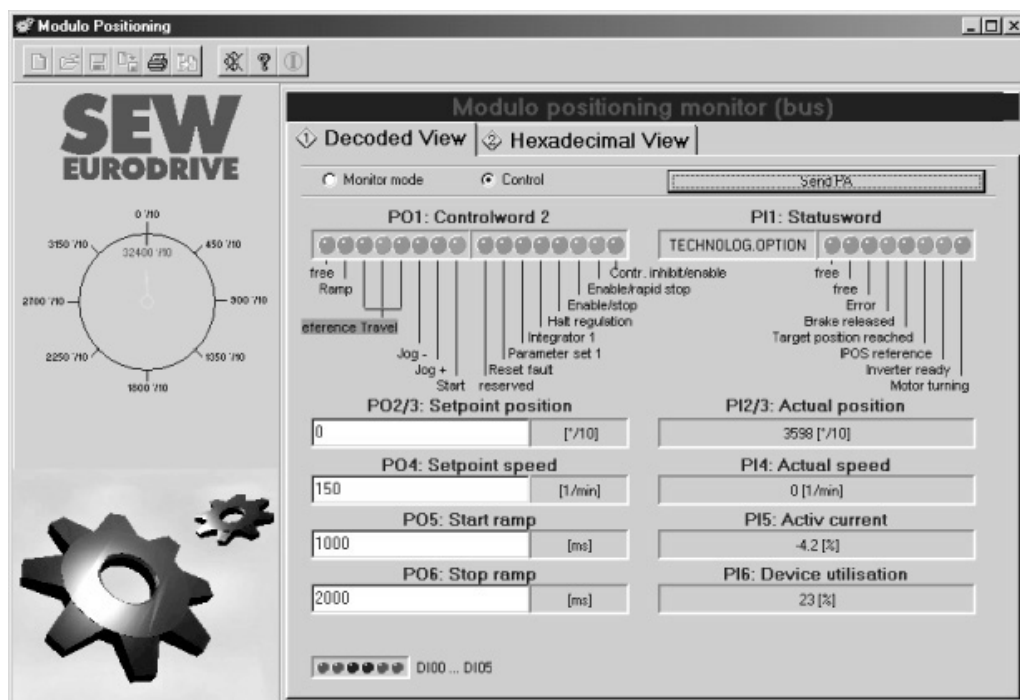 Modulo Positioning
SEW
EURODRIVE
0 °/10
450 °/10
900 °/10
1350 °/10
1800 °/10
2250 °/10
2700 °/10
3150 °/10
32400 °/10
Modulo positioning monitor (bus)
1 Decoded View
2 Hexadecimal View
Monitor mode
Control
Send PA
PO1: Controlword 2
free
Ramp
eference Travel
Jog -
Jog +
Start
reserved
Reset fault
Parameter set 1
Integrator 1
Halt regulation
Enable/stop
Enable/rapid stop
Contr. inhibit/enable
PI1: Statusword
TECHNOLOG.OPTION
free
free
Error
Brake released
Target position reached
IPOS reference
Inverter ready
Motor turning
PO2/3: Setpoint position
0 [°/10]
PI2/3: Actual position
3598 [°/10]
PO4: Setpoint speed
150 [1/min]
PI4: Actual speed
0 [1/min]
PO5: Start ramp
1000 [ms]
PI5: Activ current
-4.2 [%]
PO6: Stop ramp
2000 [ms]
PI6: Device utilisation
23 [%]
DI00 ... DI05